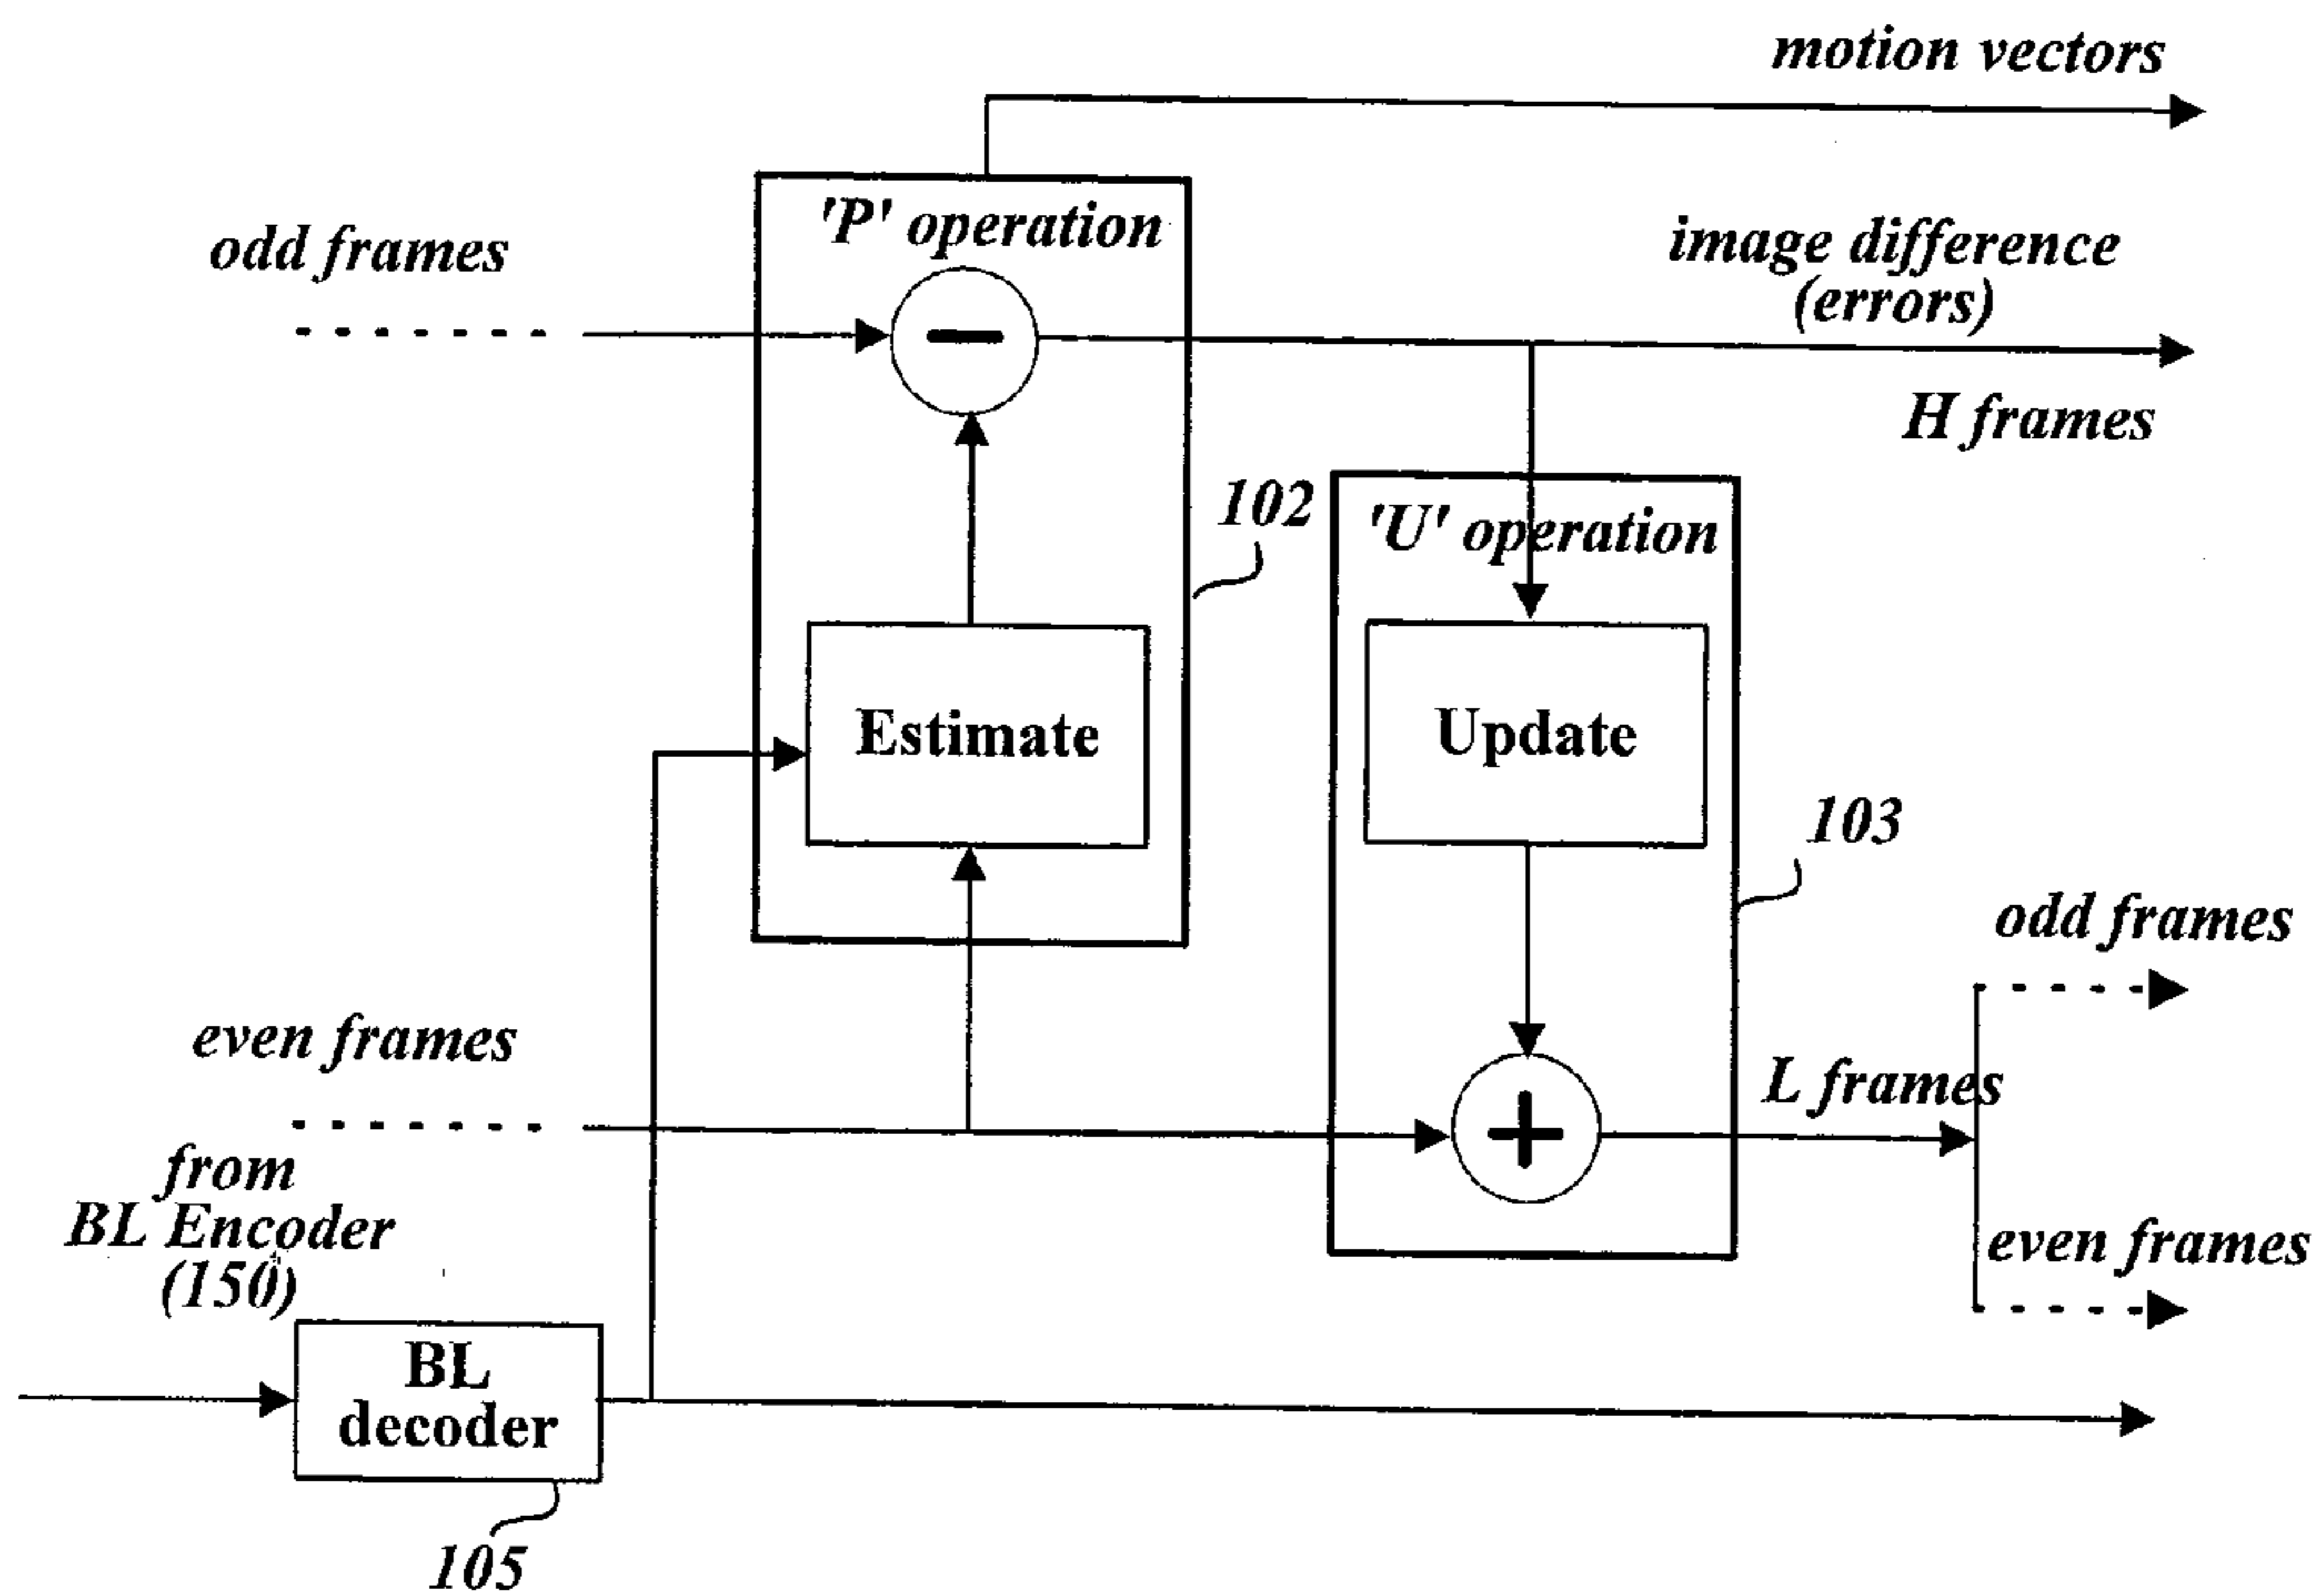 motion vectors
'P' operation
odd frames
image difference
(errors)
H frames
102
'U' operation
Estimate
Update
103
odd frames
even frames
L frames
from
BL Encoder
(150)
even frames
BL
decoder
105